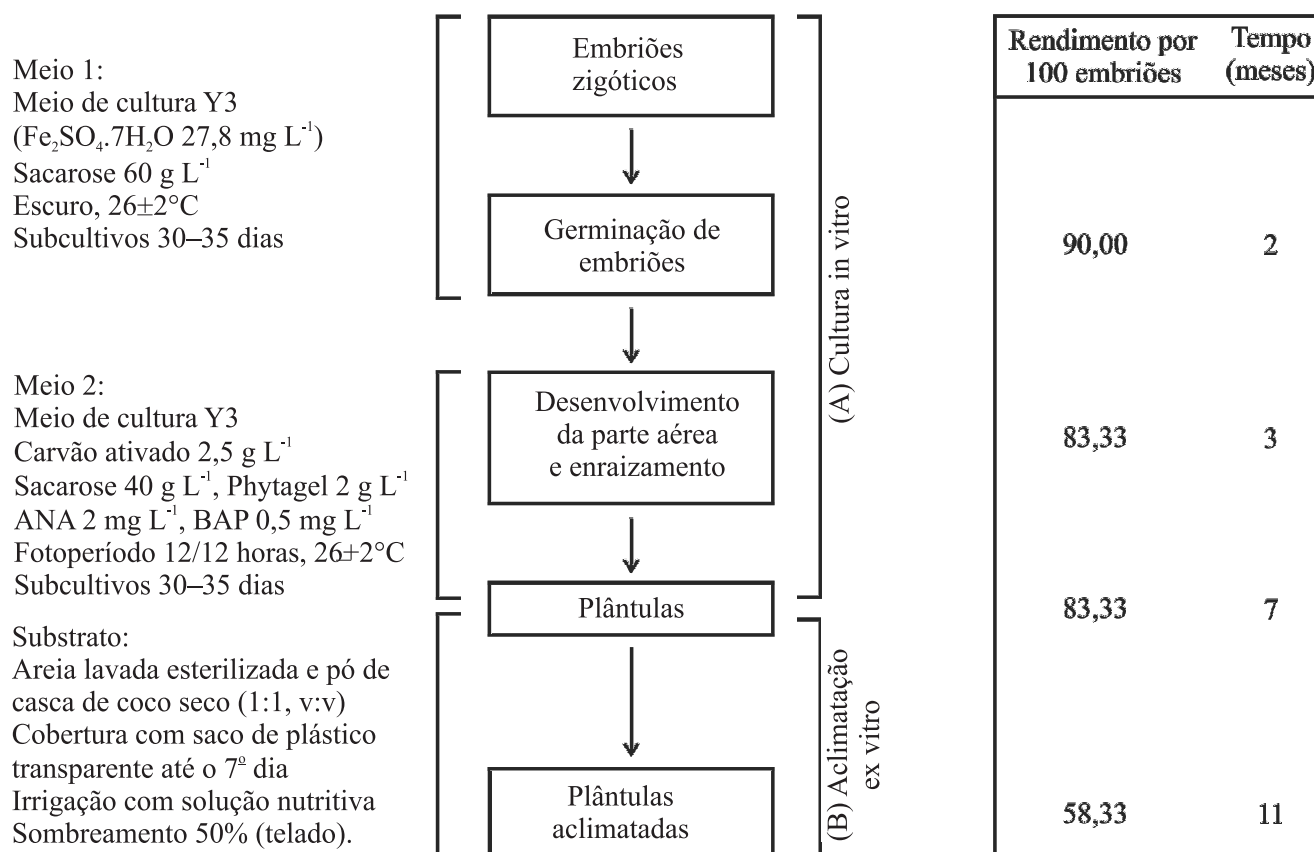 Meio 1:
Meio de cultura Y3
(Fe₂SO₄.7H₂O 27,8 mg L⁻¹)
Sacarose 60 g L⁻¹
Escuro, 26±2°C
Subcultivos 30–35 dias
Meio 2:
Meio de cultura Y3
Carvão ativado 2,5 g L⁻¹
Sacarose 40 g L⁻¹, Phytagel 2 g L⁻¹
ANA 2 mg L⁻¹, BAP 0,5 mg L⁻¹
Fotoperíodo 12/12 horas, 26±2°C
Subcultivos 30–35 dias
Substrato:
Areia lavada esterilizada e pó de
casca de coco seco (1:1, v:v)
Cobertura com saco de plástico
transparente até o 7º dia
Irrigação com solução nutritiva
Sombreamento 50% (telado).
Embriões
zigóticos
Germinação de
embriões
Desenvolvimento
da parte aérea
e enraizamento
Plântulas
Plântulas
aclimatadas
(A) Cultura in vitro
(B) Aclimatação
ex vitro
Rendimento por
100 embriões
Tempo
(meses)
90,00 2
83,33 3
83,33 7
58,33 11